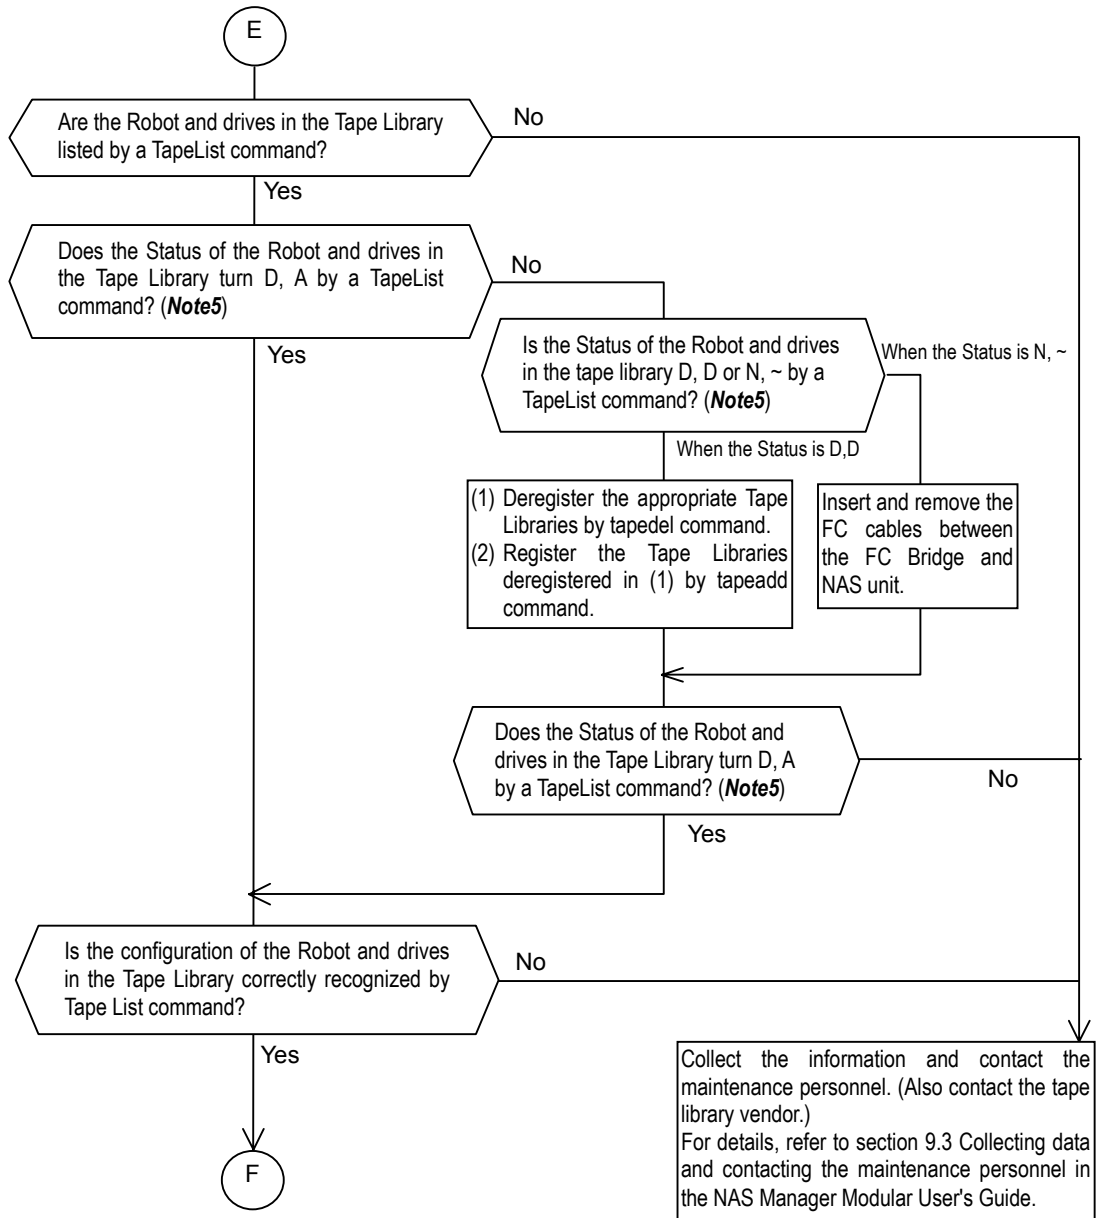 E
Are the Robot and drives in the Tape Library
listed by a TapeList command?
No
Yes
Does the Status of the Robot and drives in
the Tape Library turn D, A by a TapeList
command? (Note5)
No
Yes
Is the Status of the Robot and drives
in the tape library D, D or N, ~ by a
TapeList command? (Note5)
When the Status is N, ~
When the Status is D,D
(1) Deregister the appropriate Tape
Libraries by tapedel command.
(2) Register the Tape Libraries
deregistered in (1) by tapeadd
command.
Insert and remove the
FC cables between
the FC Bridge and
NAS unit.
Does the Status of the Robot and
drives in the Tape Library turn D, A
by a TapeList command? (Note5)
No
Yes
Is the configuration of the Robot and drives
in the Tape Library correctly recognized by
Tape List command?
No
Yes
Collect the information and contact the
maintenance personnel. (Also contact the tape
library vendor.)
For details, refer to section 9.3 Collecting data
and contacting the maintenance personnel in
the NAS Manager Modular User's Guide.
F